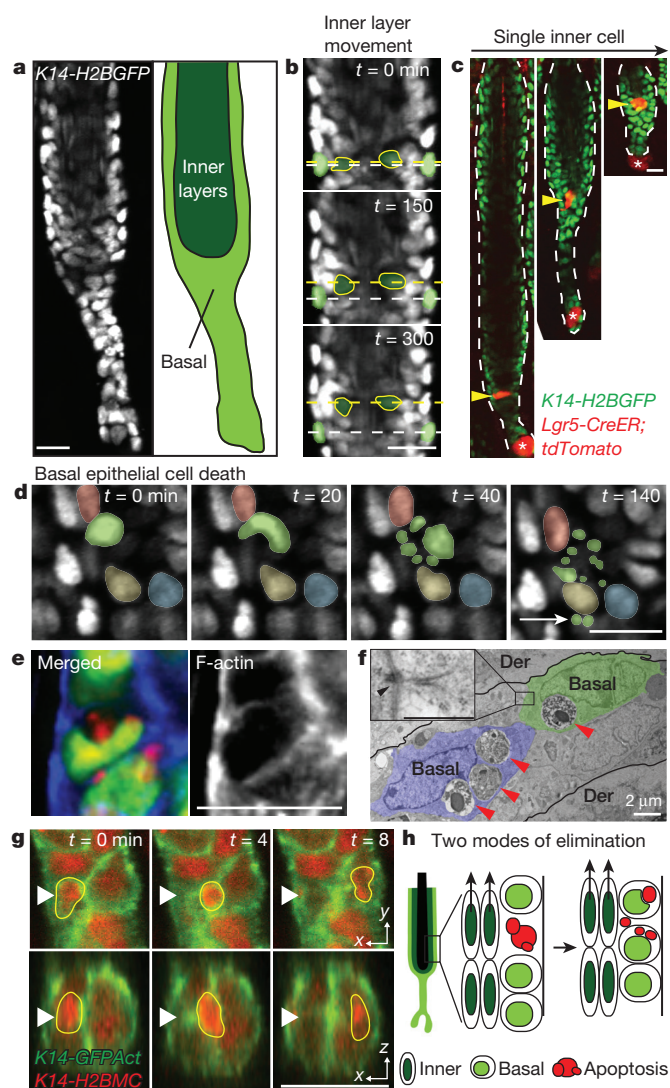 Inner layer
movement
Single inner cell
a
K14-H2BGFP
Inner
layers
Basal
b
t = 0 min
t = 150
t = 300
c
*
*
*
K14-H2BGFP
Lgr5-CreER;
tdTomato
Basal epithelial cell death
d
t = 0 min
t = 20
t = 40
t = 140
e
Merged
F-actin
f
Der
Basal
Basal
Der
2 μm
g
t = 0 min
t = 4
t = 8
y
x
z
x
K14-GFPAct
K14-H2BMC
h
Two modes of elimination
Inner
Basal
Apoptosis